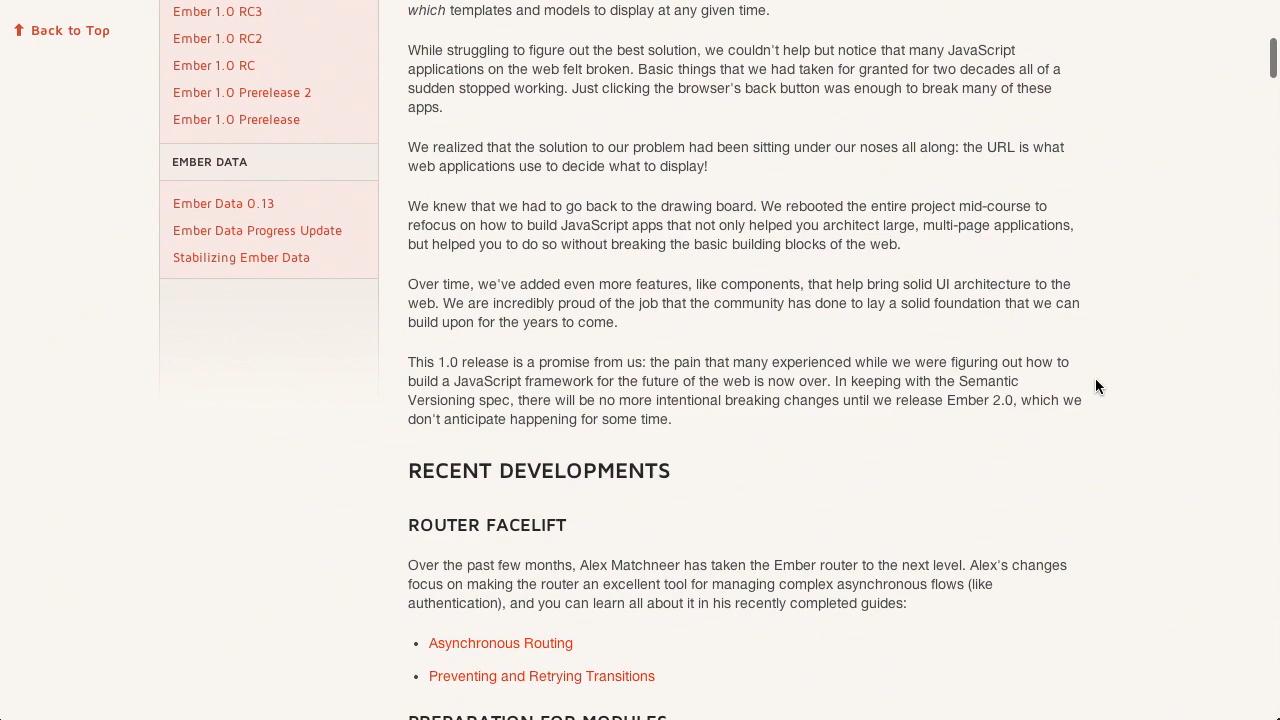 Back to Top
Ember 1.0 RC3
Ember 1.0 RC2
Ember 1.0 RC
Ember 1.0 Prerelease 2
Ember 1.0 Prerelease
EMBER DATA
Ember Data 0.13
Ember Data Progress Update
Stabilizing Ember Data
which templates and models to display at any given time.
While struggling to figure out the best solution, we couldn't help but notice that many JavaScript
applications on the web felt broken. Basic things that we had taken for granted for two decades all of a
sudden stopped working. Just clicking the browser's back button was enough to break many of these
apps.
We realized that the solution to our problem had been sitting under our noses all along: the URL is what
web applications use to decide what to display!
We knew that we had to go back to the drawing board. We rebooted the entire project mid-course to
refocus on how to build JavaScript apps that not only helped you architect large, multi-page applications,
but helped you to do so without breaking the basic building blocks of the web.
Over time, we've added even more features, like components, that help bring solid UI architecture to the
web. We are incredibly proud of the job that the community has done to lay a solid foundation that we can
build upon for the years to come.
This 1.0 release is a promise from us: the pain that many experienced while we were figuring out how to
build a JavaScript framework for the future of the web is now over. In keeping with the Semantic
Versioning spec, there will be no more intentional breaking changes until we release Ember 2.0, which we
don't anticipate happening for some time.
RECENT DEVELOPMENTS
ROUTER FACELIFT
Over the past few months, Alex Matchneer has taken the Ember router to the next level. Alex's changes
focus on making the router an excellent tool for managing complex asynchronous flows (like
authentication), and you can learn all about it in his recently completed guides:
• Asynchronous Routing
• Preventing and Retrying Transitions
PREPARATION FOR MODULES